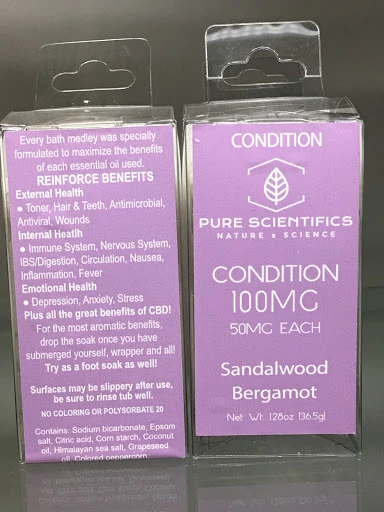 Every bath medley was specially
formulated to maximize the benefits
of each essential oil used.
REINFORCE BENEFITS
External Health
● Toner, Hair & Teeth, Antimicrobial,
Antiviral, Wounds
Internal Health
● Immune System, Nervous System,
IBS/Digestion, Circulation, Nausea,
Inflammation, Fever
Emotional Health
● Depression, Anxiety, Stress
Plus all the great benefits of CBD!
For the most aromatic benefits,
drop the soak once you have
submerged yourself, wrapper and all!
Try as a foot soak as well!
Surfaces may be slippery after use,
be sure to rinse tub well.
NO COLORING OR POLYSORBATE 20
Contains: Sodium bicarbonate, Epsom
salt, Citric acid, Corn starch, Coconut
oil, Himalayan sea salt, Grapeseed
oil, Colored peppercorn
CONDITION
PURE SCIENTIFICS
NATURE x SCIENCE
CONDITION
100MG
50MG EACH
Sandalwood
Bergamot
Net Wt: 1.28oz (36.5g)